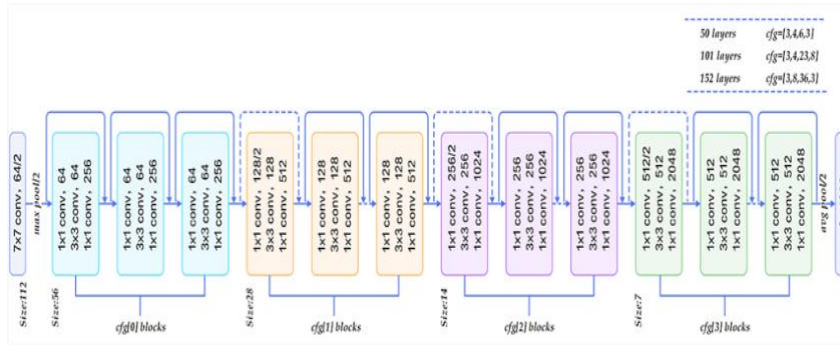 50 layers cfg=[3,4,6,3]
101 layers cfg=[3,4,23,8]
152 layers cfg=[3,8,36,3]
7x7 conv, 64/2
max pool/2
1x1 conv, 64
3x3 conv, 64
1x1 conv, 256
1x1 conv, 64
3x3 conv, 64
1x1 conv, 256
1x1 conv, 64
3x3 conv, 64
1x1 conv, 256
1x1 conv, 128/2
3x3 conv, 128
1x1 conv, 512
1x1 conv, 128
3x3 conv, 128
1x1 conv, 512
1x1 conv, 128
3x3 conv, 128
1x1 conv, 512
1x1 conv, 256/2
3x3 conv, 256
1x1 conv, 1024
1x1 conv, 256
3x3 conv, 256
1x1 conv, 1024
1x1 conv, 256
3x3 conv, 256
1x1 conv, 1024
1x1 conv, 512/2
3x3 conv, 512
1x1 conv, 2048
1x1 conv, 512
3x3 conv, 512
1x1 conv, 2048
1x1 conv, 512
3x3 conv, 512
1x1 conv, 2048
avg pool/2
Size:112
Size:56
Size:28
Size:14
Size:7
cfg[0] blocks
cfg[1] blocks
cfg[2] blocks
cfg[3] blocks